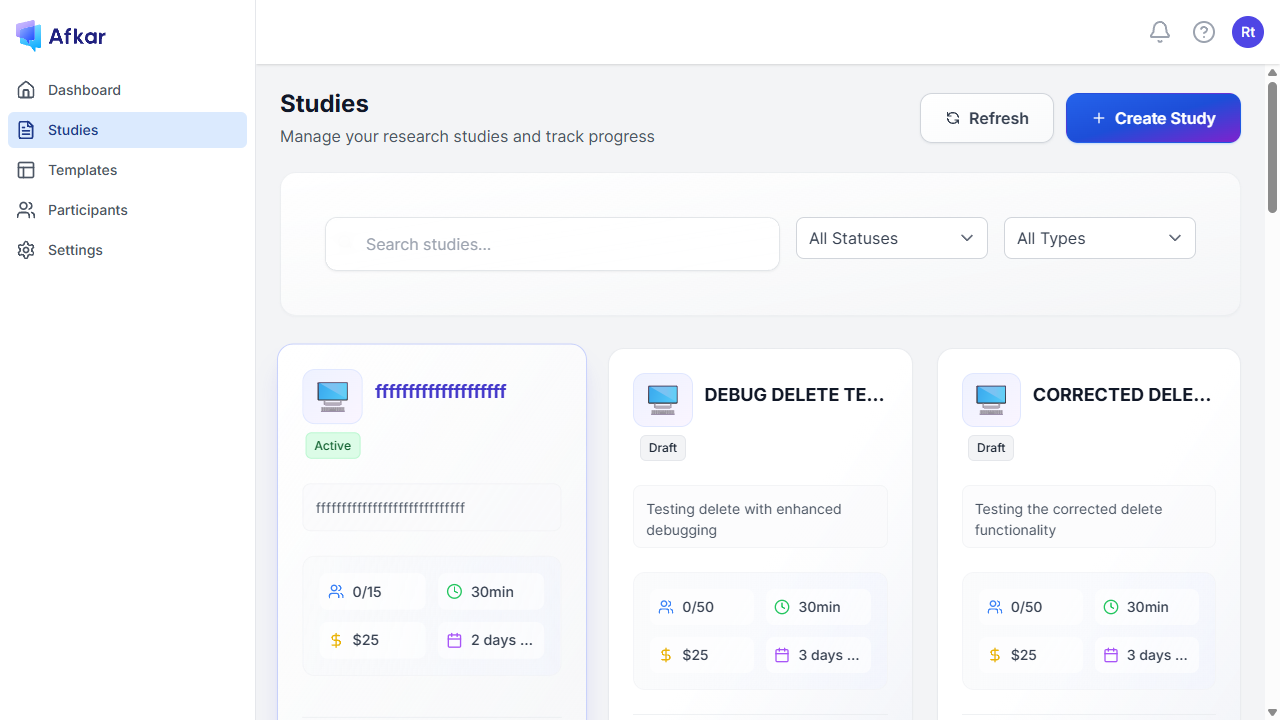 Afkar
Rt
Dashboard
Studies
Templates
Participants
Settings
Studies
Manage your research studies and track progress
Refresh
+ Create Study
Search studies...
All Statuses
All Types
ffffffffffffffffffff
Active
fffffffffffffffffffffffffffff
0/15
30min
$25
2 days ...
DEBUG DELETE TE...
Draft
Testing delete with enhanced
debugging
0/50
30min
$25
3 days ...
CORRECTED DELE...
Draft
Testing the corrected delete
functionality
0/50
30min
$25
3 days ...